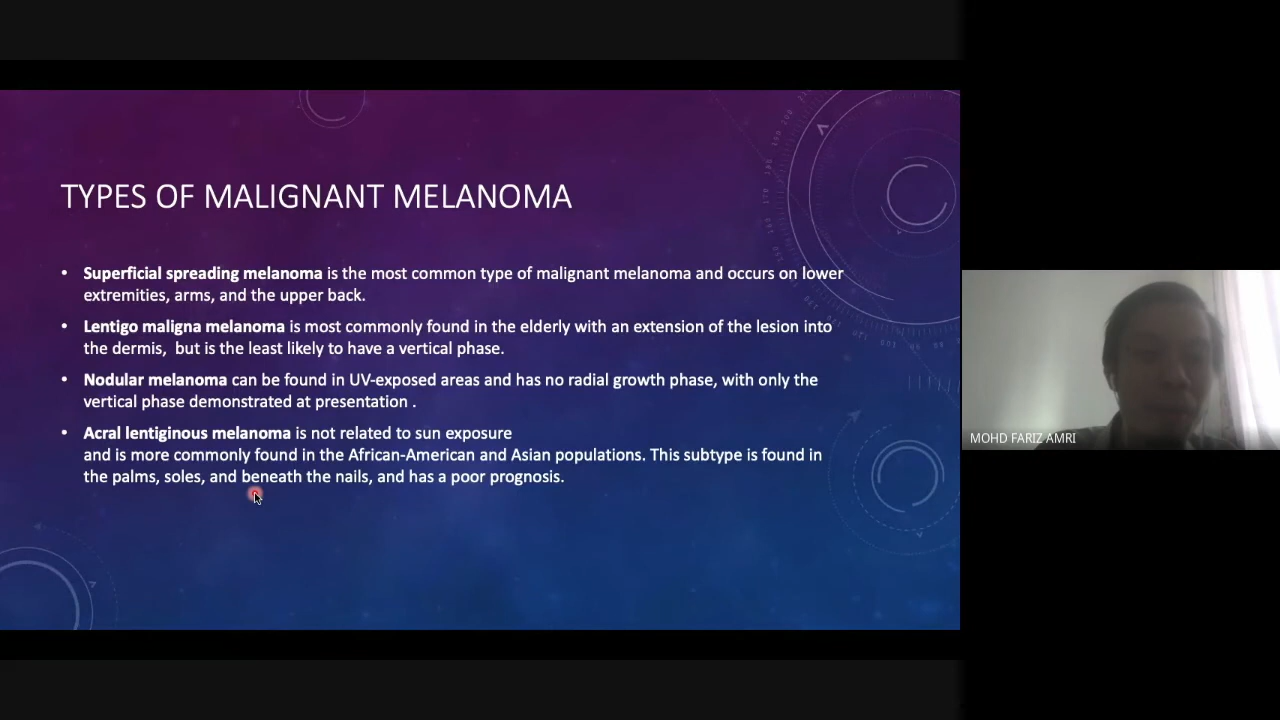 TYPES OF MALIGNANT MELANOMA
• Superficial spreading melanoma is the most common type of malignant melanoma and occurs on lower
extremities, arms, and the upper back.
• Lentigo maligna melanoma is most commonly found in the elderly with an extension of the lesion into
the dermis,  but is the least likely to have a vertical phase.
• Nodular melanoma can be found in UV-exposed areas and has no radial growth phase, with only the
vertical phase demonstrated at presentation .
• Acral lentiginous melanoma is not related to sun exposure
and is more commonly found in the African-American and Asian populations. This subtype is found in
the palms, soles, and beneath the nails, and has a poor prognosis.
MOHD FARIZ AMRI